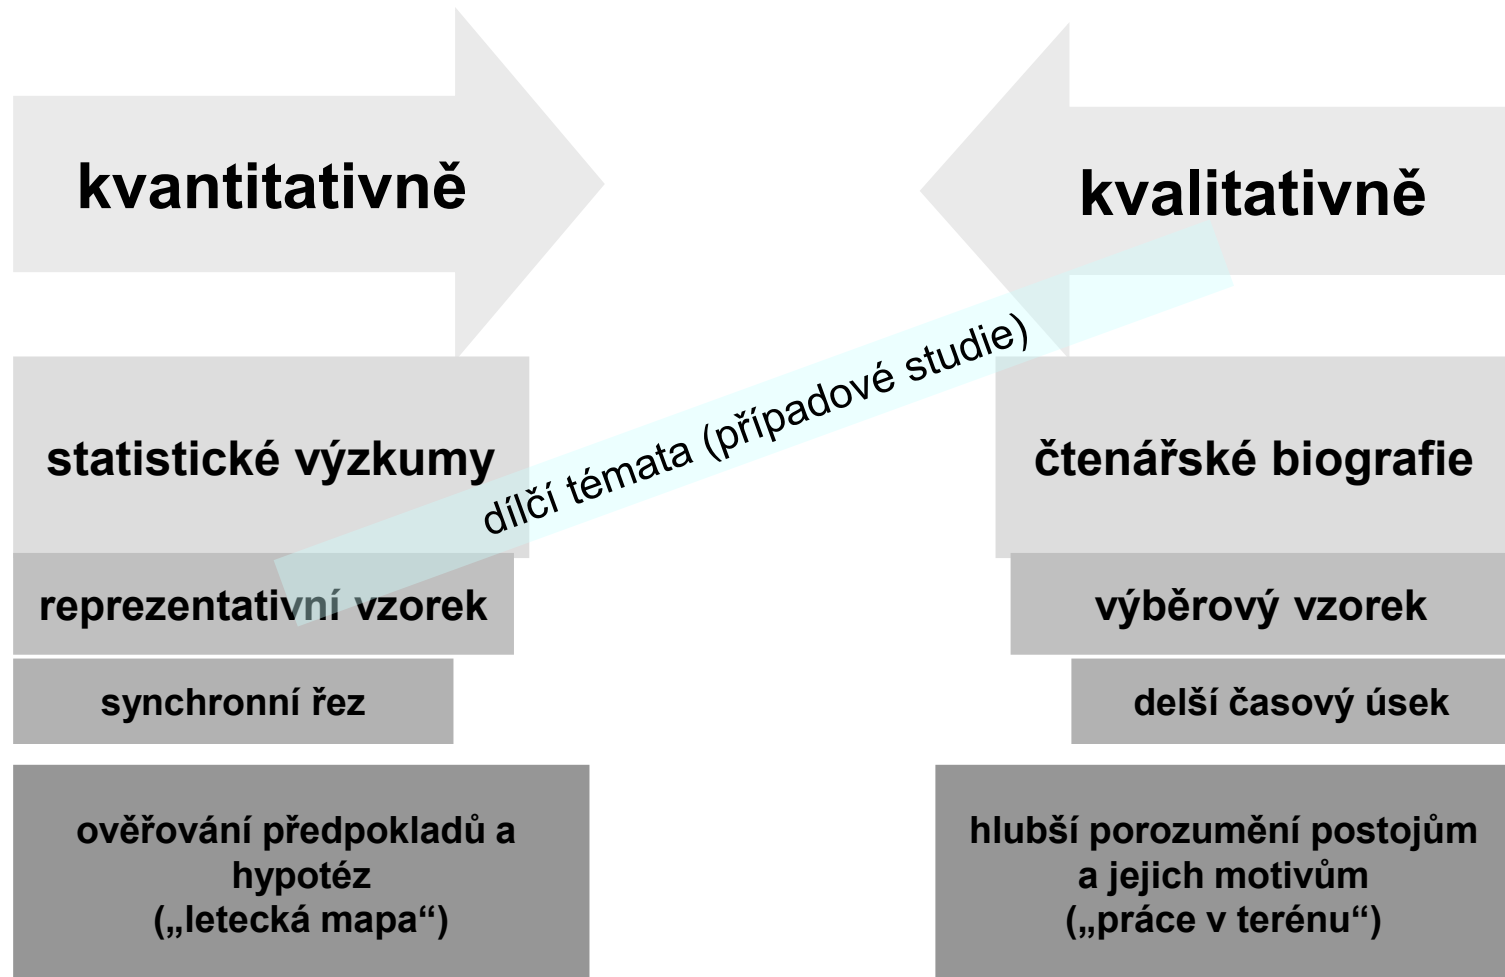 kvantitativně
kvalitativně
dílčí témata (případové studie)
statistické výzkumy
čtenářské biografie
reprezentativní vzorek
výběrový vzorek
synchronní řez
delší časový úsek
ověřování předpokladů a
hypotéz
(„letecká mapa“)
hlubší porozumění postojům
a jejich motivům
(„práce v terénu“)